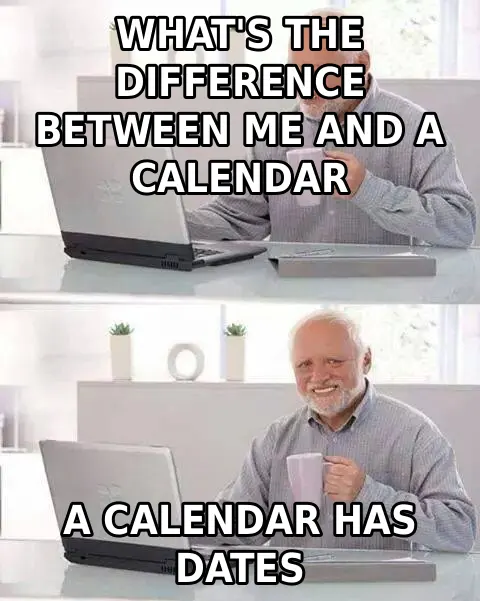 WHAT'S THE
DIFFERENCE
BETWEEN ME AND A
CALENDAR
A CALENDAR HAS
DATES